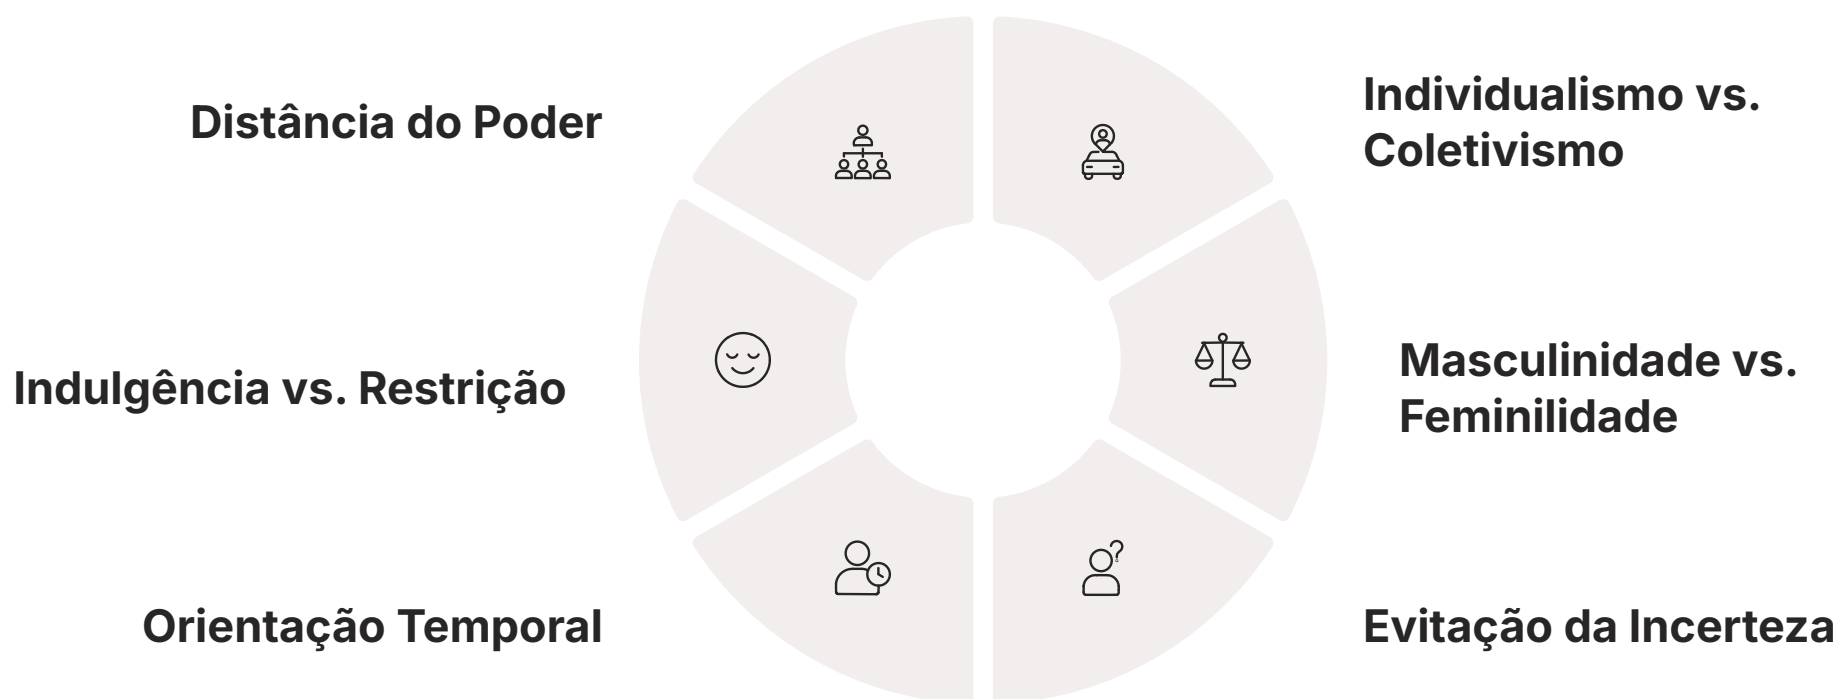 Distância do Poder
Individualismo vs.
Coletivismo
Indulgência vs. Restrição
Masculinidade vs.
Feminilidade
Orientação Temporal
Evitação da Incerteza